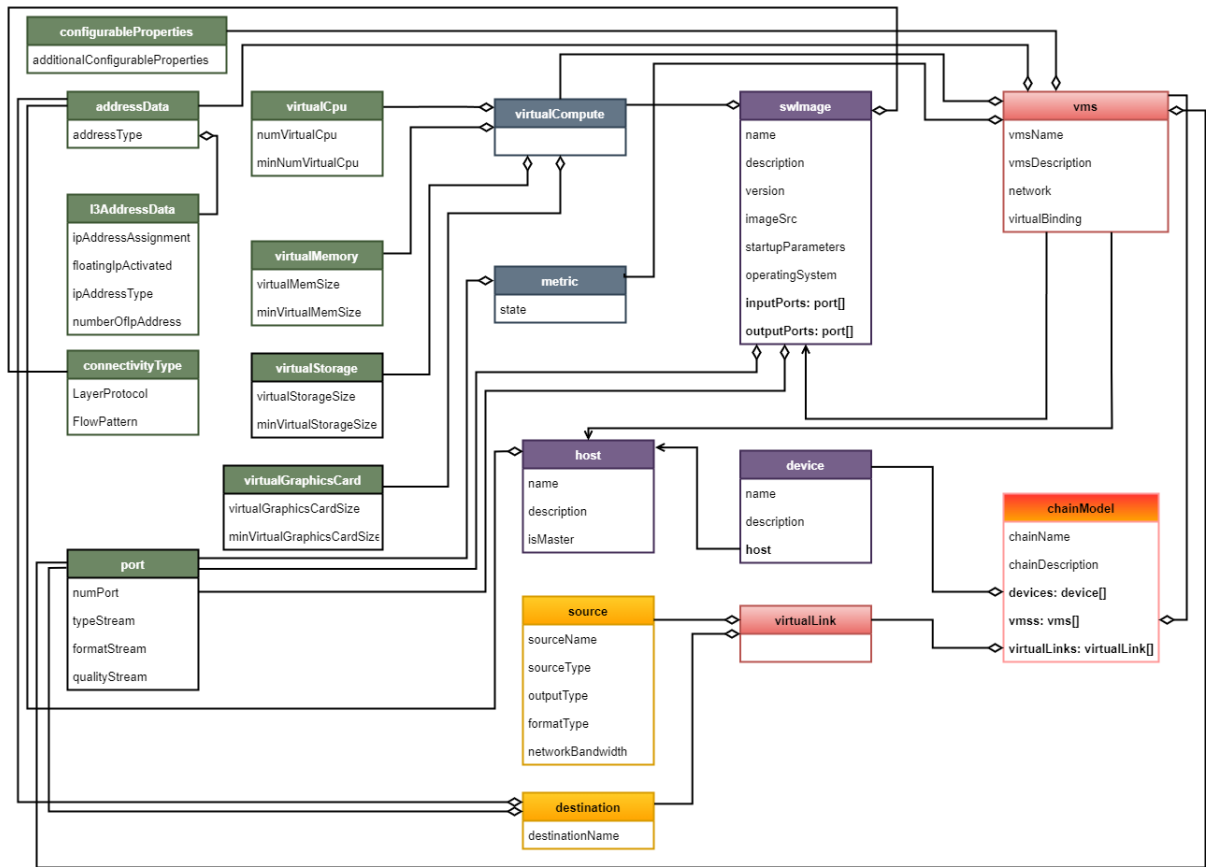 configurableProperties
additionalConfigurableProperties
addressData
addressType
virtualCpu
numVirtualCpu
minNumVirtualCpu
virtualCompute
swImage
name
description
version
imageSrc
startupParameters
operatingSystem
inputPorts: port[]
outputPorts: port[]
vms
vmsName
vmsDescription
network
virtualBinding
l3AddressData
ipAddressAssignment
floatingIpActivated
ipAddressType
numberOfIpAddress
virtualMemory
virtualMemSize
minVirtualMemSize
metric
state
connectivityType
LayerProtocol
FlowPattern
virtualStorage
virtualStorageSize
minVirtualStorageSize
host
name
description
isMaster
device
name
description
host
virtualGraphicsCard
virtualGraphicsCardSize
minVirtualGraphicsCardSize
chainModel
chainName
chainDescription
devices: device[]
vmss: vms[]
virtualLinks: virtualLink[]
port
numPort
typeStream
formatStream
qualityStream
source
sourceName
sourceType
outputType
formatType
networkBandwidth
virtualLink
destination
destinationName